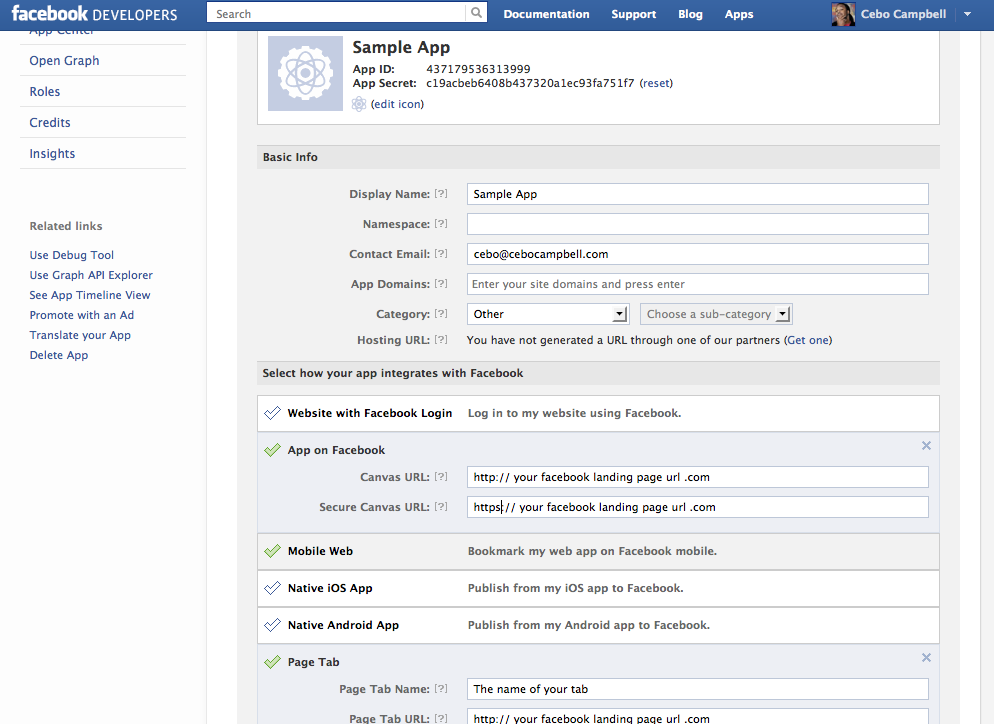 facebook DEVELOPERS Search Documentation Support Blog Apps Cebo Campbell
App Center
Open Graph
Roles
Credits
Insights
Related links
Use Debug Tool
Use Graph API Explorer
See App Timeline View
Promote with an Ad
Translate your App
Delete App
Sample App
App ID: 437179536313999
App Secret: c19acbeb6408b437320a1ec93fa751f7 (reset)
(edit icon)
Basic Info
Display Name: [?] Sample App
Namespace: [?]
Contact Email: [?] cebo@cebocampbell.com
App Domains: [?] Enter your site domains and press enter
Category: [?] Other Choose a sub-category
Hosting URL: [?] You have not generated a URL through one of our partners (Get one)
Select how your app integrates with Facebook
Website with Facebook Login Log in to my website using Facebook.
App on Facebook
Canvas URL: [?] http:// your facebook landing page url .com
Secure Canvas URL: [?] https:// your facebook landing page url .com
Mobile Web Bookmark my web app on Facebook mobile.
Native iOS App Publish from my iOS app to Facebook.
Native Android App Publish from my Android app to Facebook.
Page Tab
Page Tab Name: [?] The name of your tab
Page Tab URL: [?] http:// your facebook landing page url .com